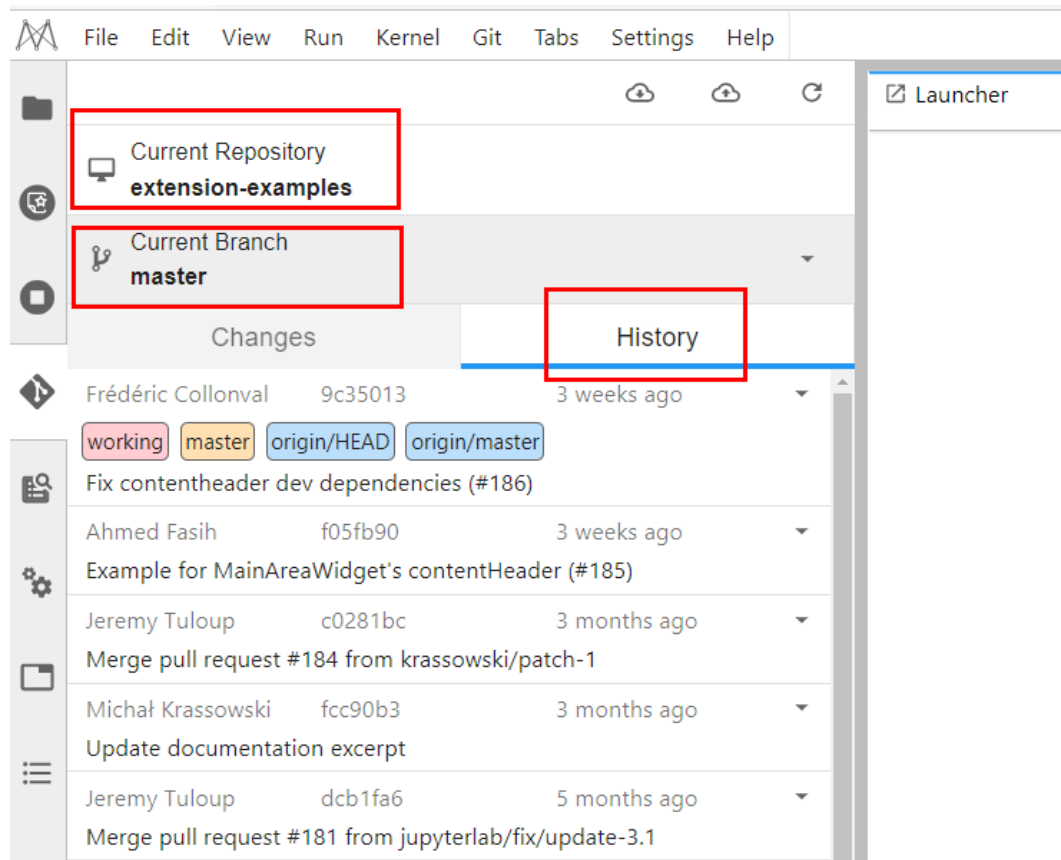 File Edit View Run Kernel Git Tabs Settings Help
Launcher
Current Repository
extension-examples
Current Branch
master
Changes History
Frédéric Collonval 9c35013 3 weeks ago
working master origin/HEAD origin/master
Fix contentheader dev dependencies (#186)
Ahmed Fasih f05fb90 3 weeks ago
Example for MainAreaWidget's contentHeader (#185)
Jeremy Tuloup c0281bc 3 months ago
Merge pull request #184 from krassowski/patch-1
Michał Krassowski fcc90b3 3 months ago
Update documentation excerpt
Jeremy Tuloup dcb1fa6 5 months ago
Merge pull request #181 from jupyterlab/fix/update-3.1